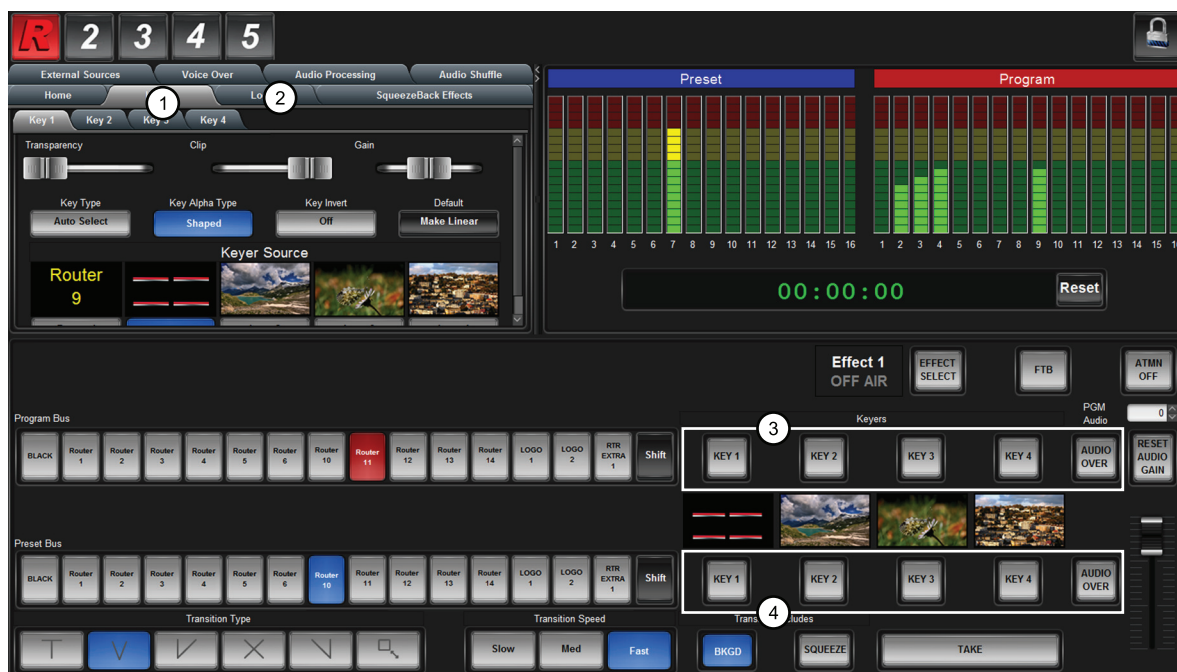 R 2 3 4 5
External Sources Voice Over Audio Processing Audio Shuffle
Home 1 2 SqueezeBack Effects
Key 1 Key 2 Key 3 Key 4
Transparency Clip Gain
Key Type Key Alpha Type Key Invert Default
Auto Select Shaped Off Make Linear
Keyer Source
Router
9
Preset Program
1 2 3 4 5 6 7 8 9 10 11 12 13 14 15 16 1 2 3 4 5 6 7 8 9 10 11 12 13 14 15
00:00:00 Reset
Effect 1
OFF AIR
EFFECT
SELECT
FTB
ATMN
OFF
Program Bus
3
Keyers
PGM
Audio
0
BLACK
Router
1
Router
2
Router
3
Router
4
Router
5
Router
6
Router
10
Router
11
Router
12
Router
13
Router
14
LOGO
1
LOGO
2
RTR
EXTRA
1
Shift
KEY 1 KEY 2 KEY 3 KEY 4
AUDIO
OVER
RESET
AUDIO
GAIN
Preset Bus
BLACK
Router
1
Router
2
Router
3
Router
4
Router
5
Router
6
Router
10
Router
11
Router
12
Router
13
Router
14
LOGO
1
LOGO
2
RTR
EXTRA
1
Shift
KEY 1 KEY 2 KEY 3 KEY 4
AUDIO
OVER
4
Transition Type Transition Speed
Slow Med Fast BKGD SQUEEZE TAKE